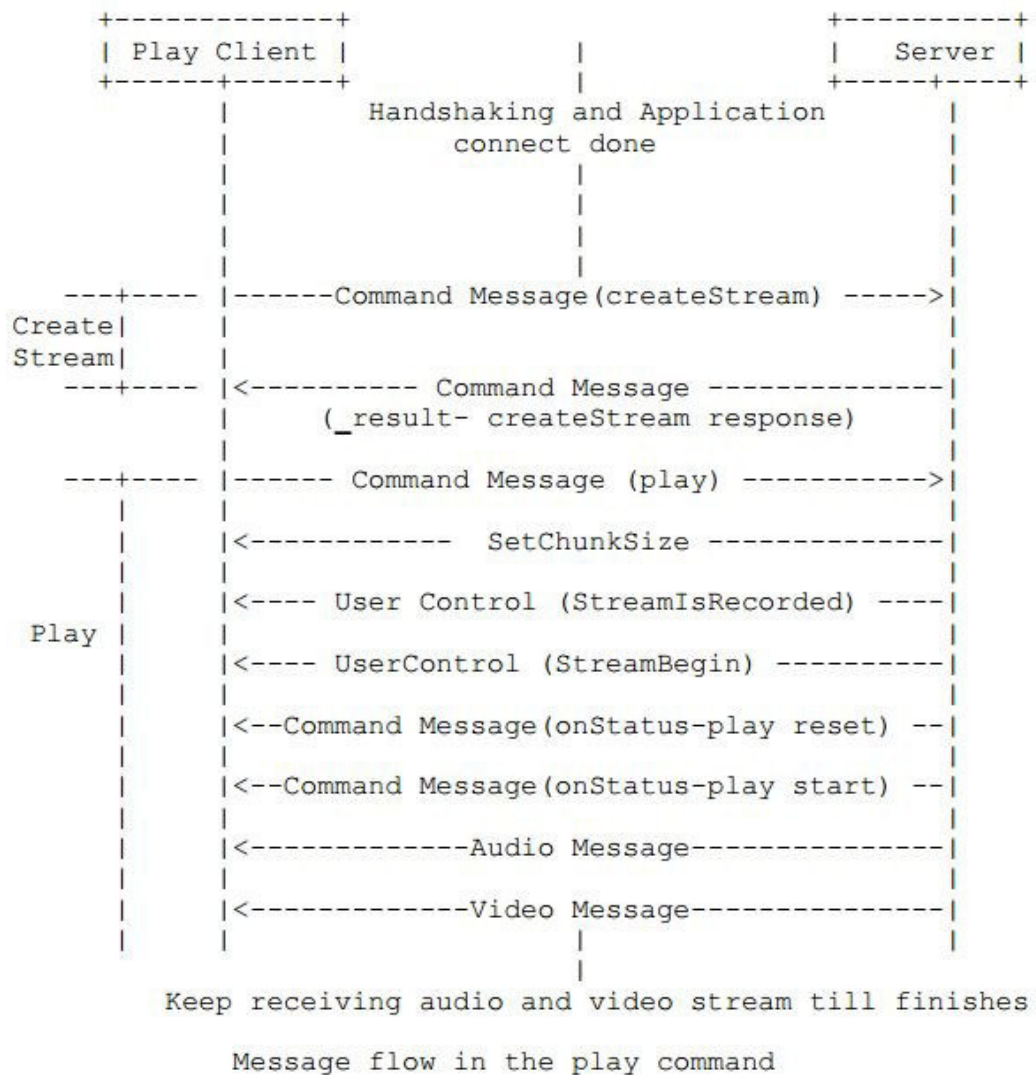 Play Client
Server
Handshaking and Application
connect done
------Command Message(createStream) ----->
Create
Stream
<---------- Command Message --------------
(_result- createStream response)
------ Command Message (play) ----------->
<------------ SetChunkSize --------------
<---- User Control (StreamIsRecorded) ----
Play
<---- UserControl (StreamBegin) ----------
<--Command Message(onStatus-play reset) --
<--Command Message(onStatus-play start) --
<-------------Audio Message---------------
<-------------Video Message---------------
Keep receiving audio and video stream till finishes
Message flow in the play command